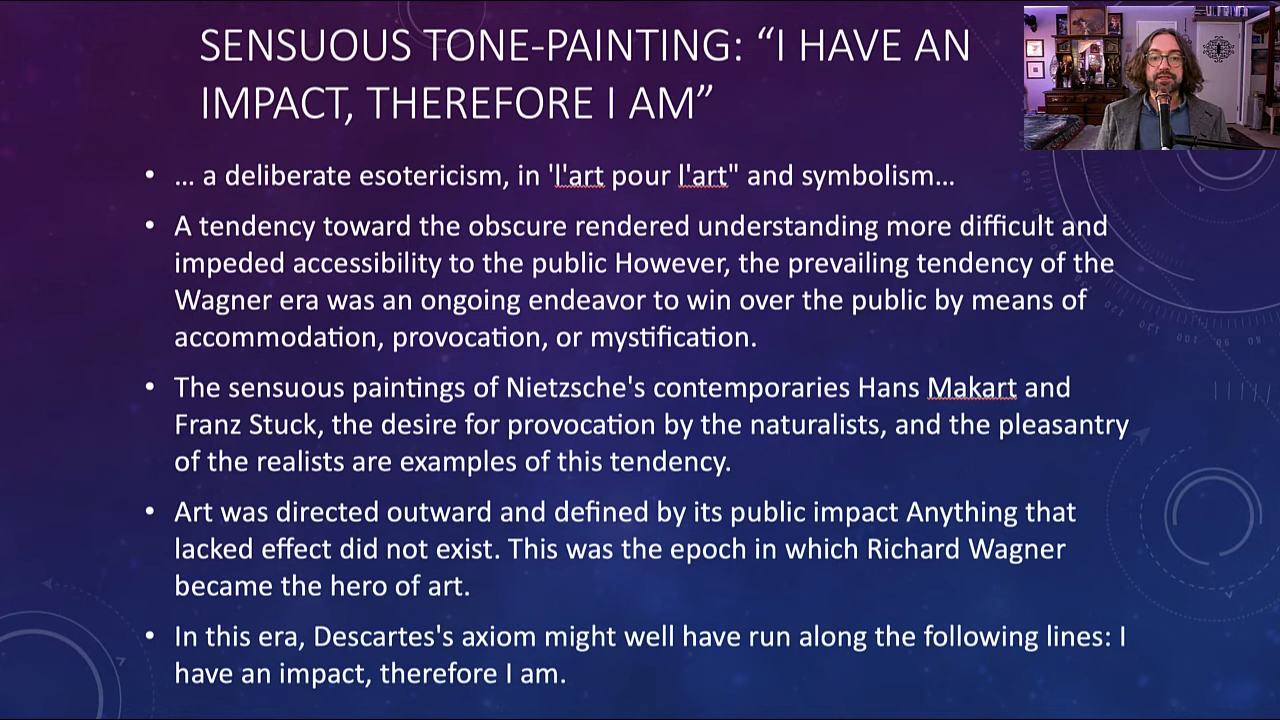 SENSUOUS TONE-PAINTING: “I HAVE AN
IMPACT, THEREFORE I AM”
• … a deliberate esotericism, in 'l'art pour l'art" and symbolism…
• A tendency toward the obscure rendered understanding more difficult and
impeded accessibility to the public However, the prevailing tendency of the
Wagner era was an ongoing endeavor to win over the public by means of
accommodation, provocation, or mystification.
• The sensuous paintings of Nietzsche's contemporaries Hans Makart and
Franz Stuck, the desire for provocation by the naturalists, and the pleasantry
of the realists are examples of this tendency.
• Art was directed outward and defined by its public impact Anything that
lacked effect did not exist. This was the epoch in which Richard Wagner
became the hero of art.
• In this era, Descartes's axiom might well have run along the following lines: I
have an impact, therefore I am.